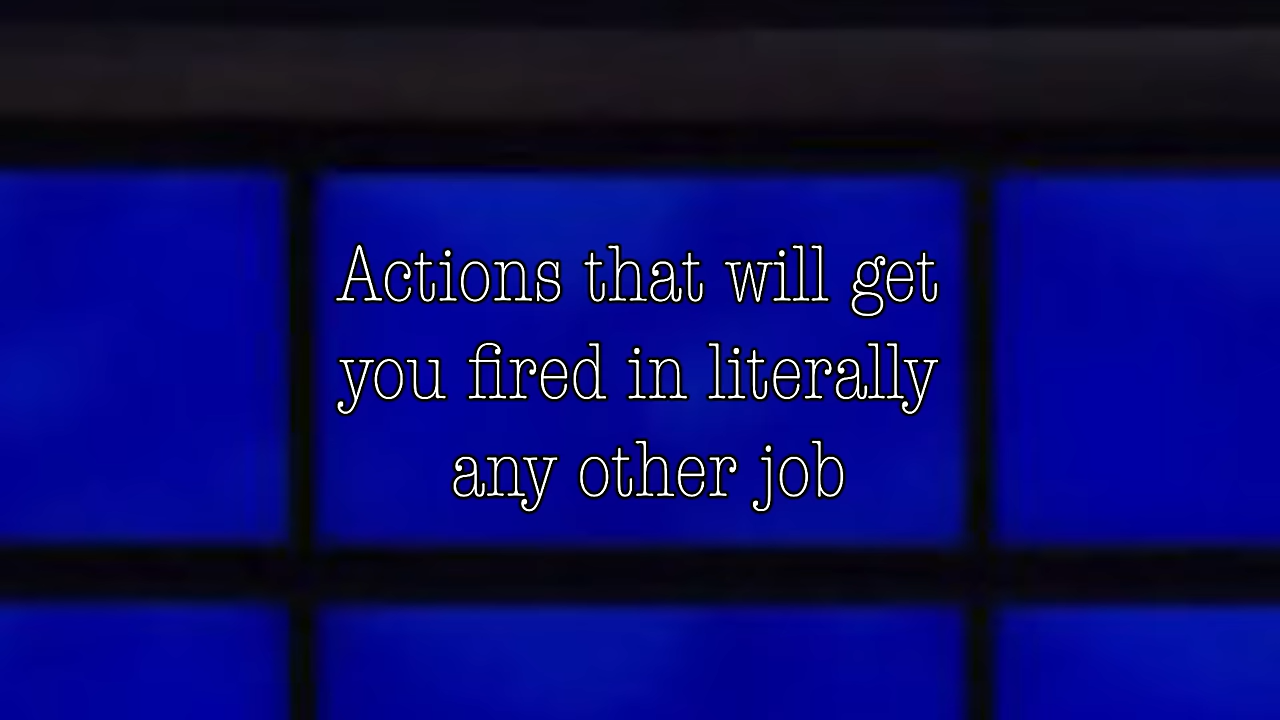 Actions that will get
you fired in literally
any other job